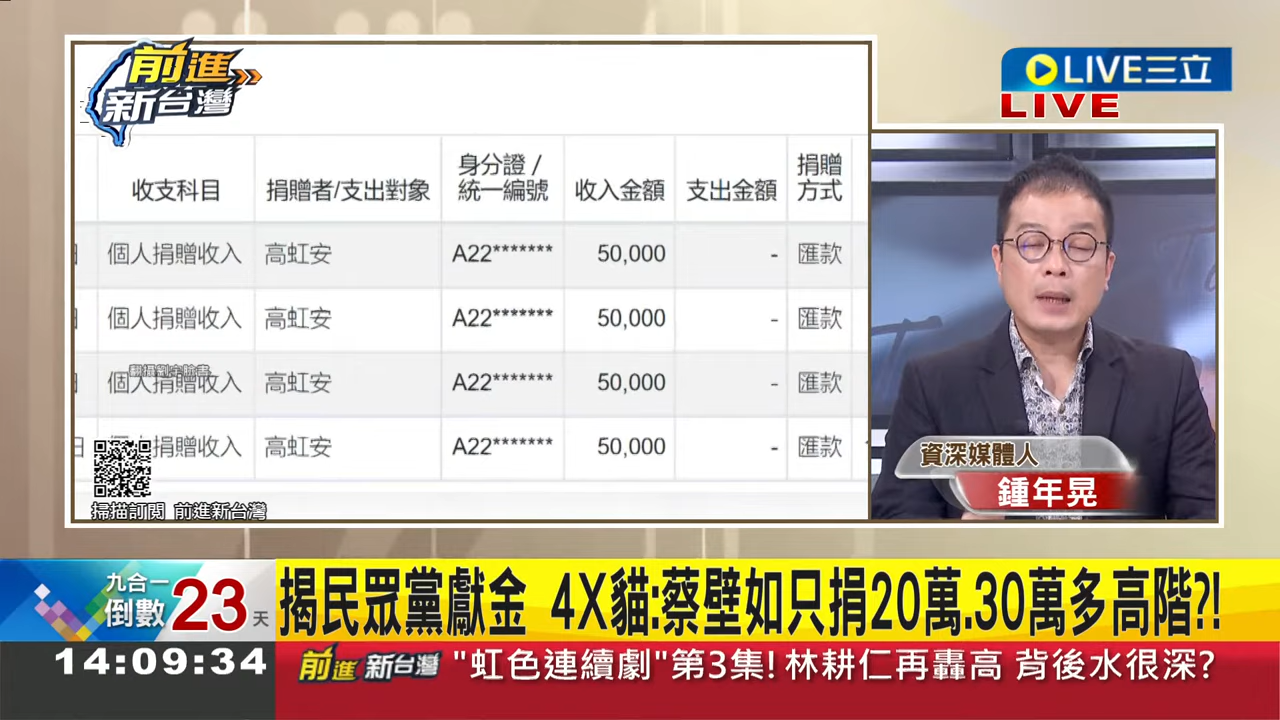 前進
新台灣
LIVE三立
LIVE
收支科目 捐贈者/支出對象 身分證 / 統一編號 收入金額 支出金額 捐贈方式
個人捐贈收入 高虹安 A22******* 50,000 - 匯款
個人捐贈收入 高虹安 A22******* 50,000 - 匯款
個人捐贈收入 高虹安 A22******* 50,000 - 匯款
捐贈收入 高虹安 A22******* 50,000 - 匯款
掃描訂閱 前進新台灣
資深媒體人
鍾年晃
九合一
倒數23天
揭民眾黨獻金 4X貓:蔡壁如只捐20萬.30萬多高階?!
14:09:34
前進新台灣 "虹色連續劇"第3集! 林耕仁再轟高 背後水很深?